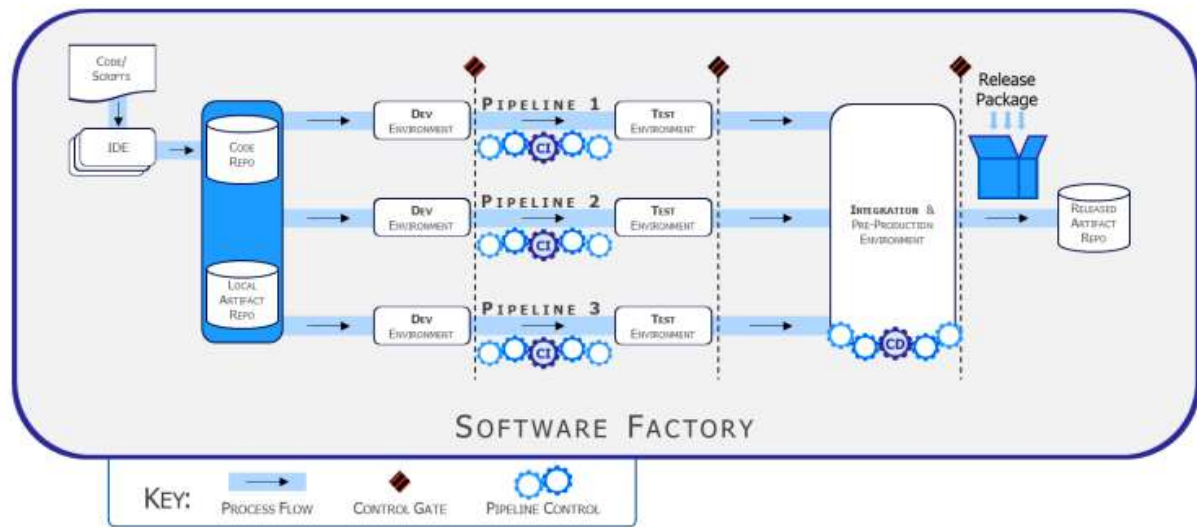 CODE/
SCRIPTS
IDE
CODE
REPO
LOCAL
ARTIFACT
REPO
DEV
ENVIRONMENT
PIPELINE 1
CI
TEST
ENVIRONMENT
DEV
ENVIRONMENT
PIPELINE 2
CI
TEST
ENVIRONMENT
DEV
ENVIRONMENT
PIPELINE 3
CI
TEST
ENVIRONMENT
INTEGRATION &
PRE-PRODUCTION
ENVIRONMENT
CD
Release
Package
RELEASED
ARTIFACT
REPO
SOFTWARE FACTORY
KEY:
PROCESS FLOW
CONTROL GATE
PIPELINE CONTROL